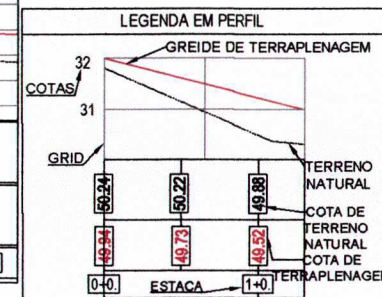 LEGENDA EM PERFIL
GREIDE DE TERRAPLENAGEM
32
COTAS
31
GRID
TERRENO
NATURAL
50.24
50.22
49.88
COTA DE
TERRENO
NATURAL
49.94
49.73
49.52
COTA DE
TERRAPLENAGEM
0+0.
ESTACA
1+0.